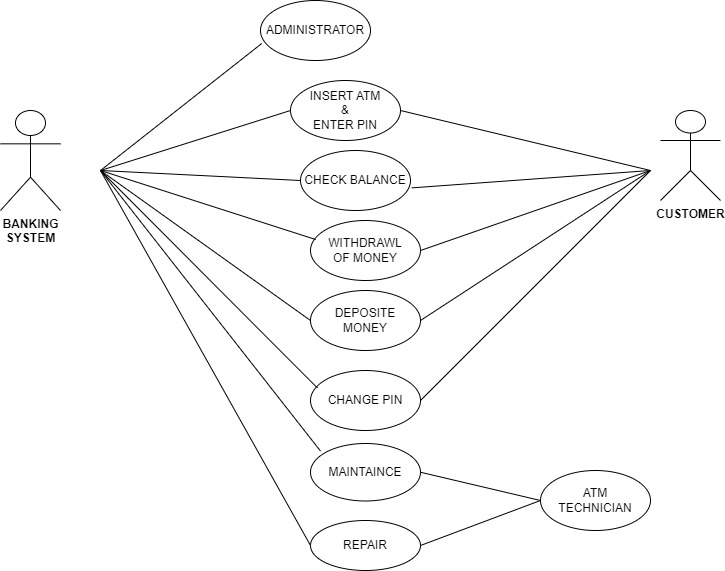 ADMINISTRATOR
INSERT ATM
&
ENTER PIN
CHECK BALANCE
WITHDRAWL
OF MONEY
DEPOSITE
MONEY
CHANGE PIN
MAINTAINCE
REPAIR
ATM
TECHNICIAN
BANKING
SYSTEM
CUSTOMER